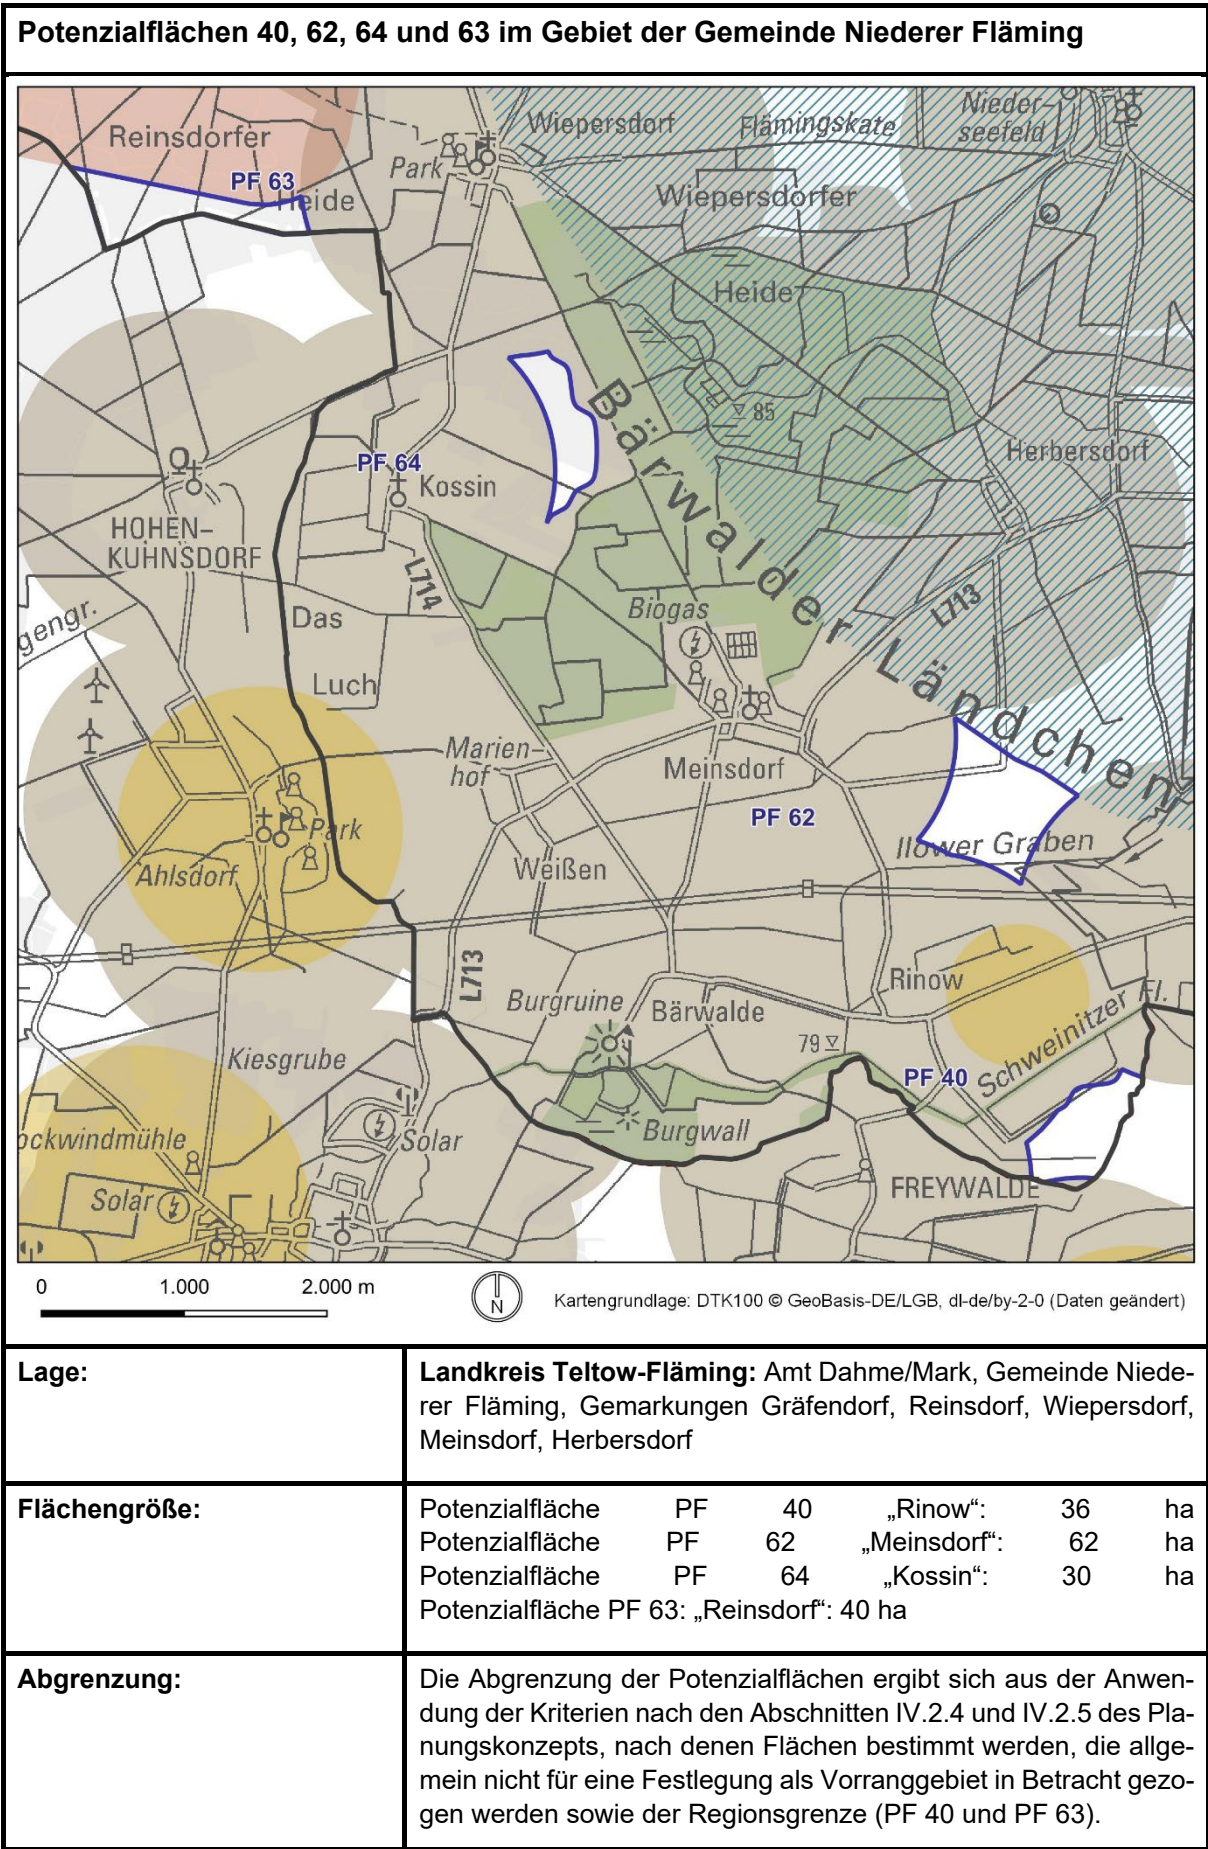 Potenzialflächen 40, 62, 64 und 63 im Gebiet der Gemeinde Niederer Fläming
Reinsdorfer
Heide
PF 63
Park
Wiepersdorf
Flämingskate
Nieder-
seefeld
Wiepersdorfer
Heide
85
Bärwalder Ländchen
Herbersdorf
PF 64
Kossin
HOHEN-
KUHNSDORF
L714
Das
Luch
gengr.
Biogas
L713
Marien-
hof
Meinsdorf
PF 62
Ilower Graben
Park
Ahlsdorf
Weißen
L713
Burgruine
Bärwalde
Rinow
79
Schweinitzer Fl.
PF 40
Kiesgrube
Burgwall
ockwindmühle
Solar
Solar
FREYWALDE
0 1.000 2.000 m
N
Kartengrundlage: DTK100 © GeoBasis-DE/LGB, dl-de/by-2-0 (Daten geändert)
Lage:
Landkreis Teltow-Fläming: Amt Dahme/Mark, Gemeinde Niede-
rer Fläming, Gemarkungen Gräfendorf, Reinsdorf, Wiepersdorf,
Meinsdorf, Herbersdorf
Flächengröße:
Potenzialfläche PF 40 „Rinow“: 36 ha
Potenzialfläche PF 62 „Meinsdorf“: 62 ha
Potenzialfläche PF 64 „Kossin“: 30 ha
Potenzialfläche PF 63: „Reinsdorf“: 40 ha
Abgrenzung:
Die Abgrenzung der Potenzialflächen ergibt sich aus der Anwen-
dung der Kriterien nach den Abschnitten IV.2.4 und IV.2.5 des Pla-
nungskonzepts, nach denen Flächen bestimmt werden, die allge-
mein nicht für eine Festlegung als Vorranggebiet in Betracht gezo-
gen werden sowie der Regionsgrenze (PF 40 und PF 63).